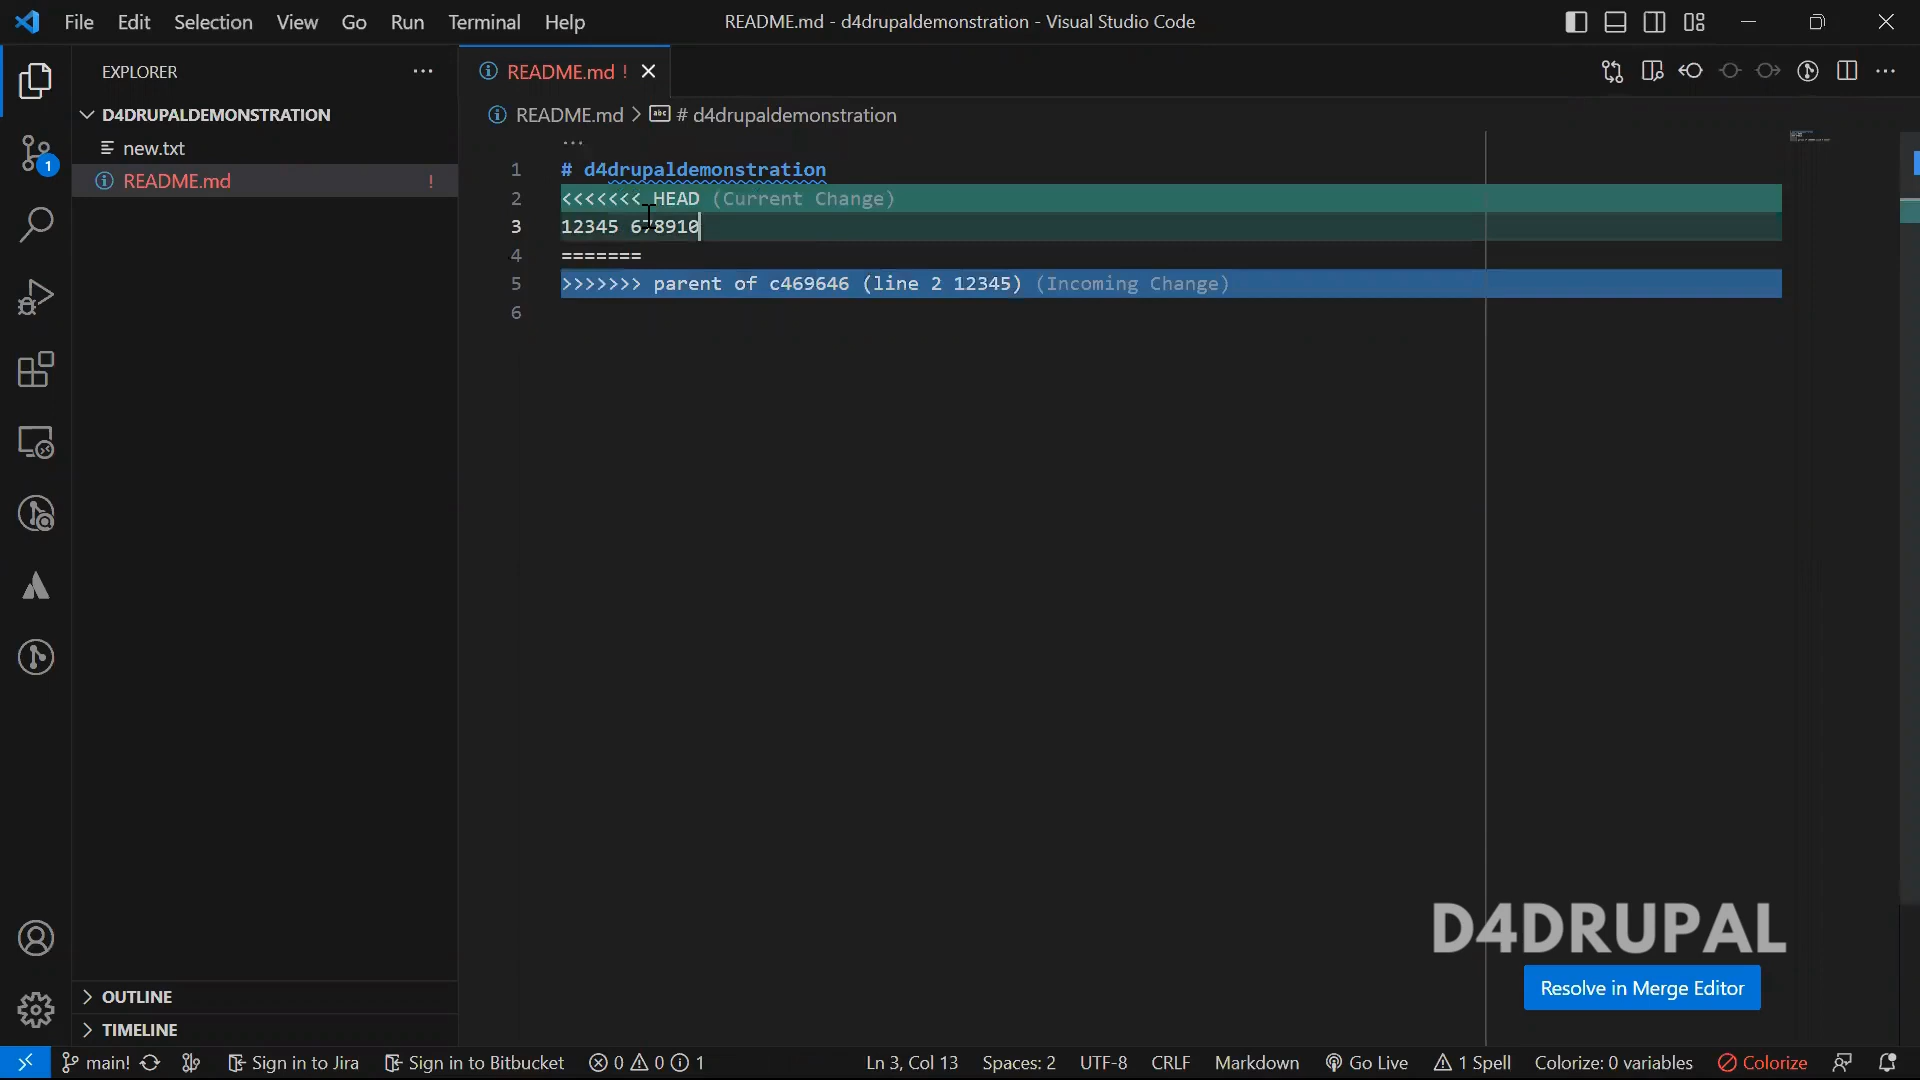 File Edit Selection View Go Run Terminal Help
README.md - d4drupaldemonstration - Visual Studio Code
EXPLORER
README.md !
D4DRUPALDEMONSTRATION
README.md > # d4drupaldemonstration
new.txt
README.md !
1
1 # d4drupaldemonstration
2 <<<<<<< HEAD (Current Change)
3 12345 678910
4 =======
5 >>>>>>> parent of c469646 (line 2 12345) (Incoming Change)
6
D4DRUPAL
Resolve in Merge Editor
OUTLINE
TIMELINE
main! Sign in to Jira Sign in to Bitbucket 0 0 1 Ln 3, Col 13 Spaces: 2 UTF-8 CRLF Markdown Go Live 1 Spell Colorize: 0 variables Colorize